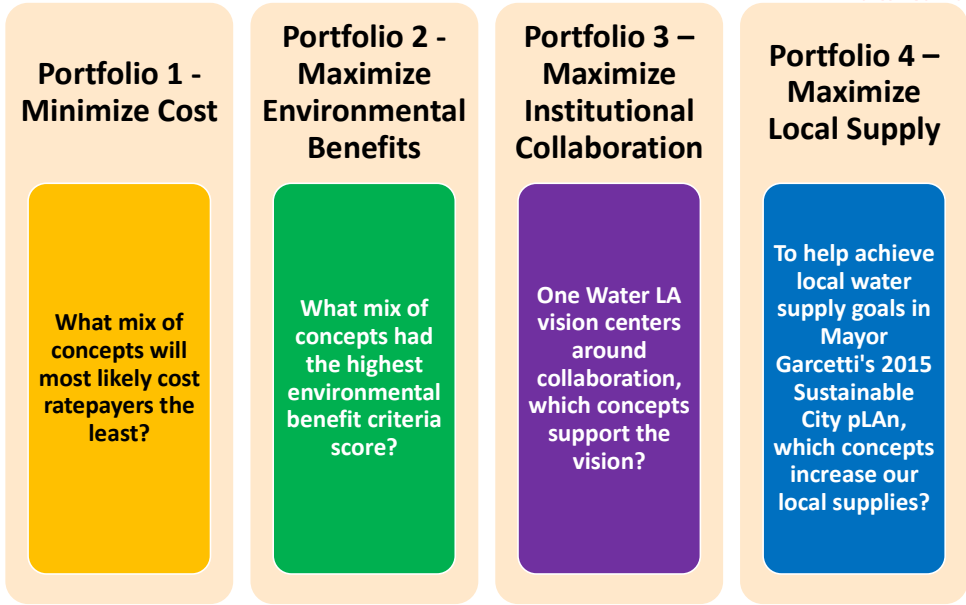 Portfolio 1 -
Minimize Cost
What mix of
concepts will
most likely cost
ratepayers the
least?
Portfolio 2 -
Maximize
Environmental
Benefits
What mix of
concepts had
the highest
environmental
benefit criteria
score?
Portfolio 3 –
Maximize
Institutional
Collaboration
One Water LA
vision centers
around
collaboration,
which concepts
support the
vision?
Portfolio 4 –
Maximize
Local Supply
To help achieve
local water
supply goals in
Mayor
Garcetti's 2015
Sustainable
City pLAn,
which concepts
increase our
local supplies?